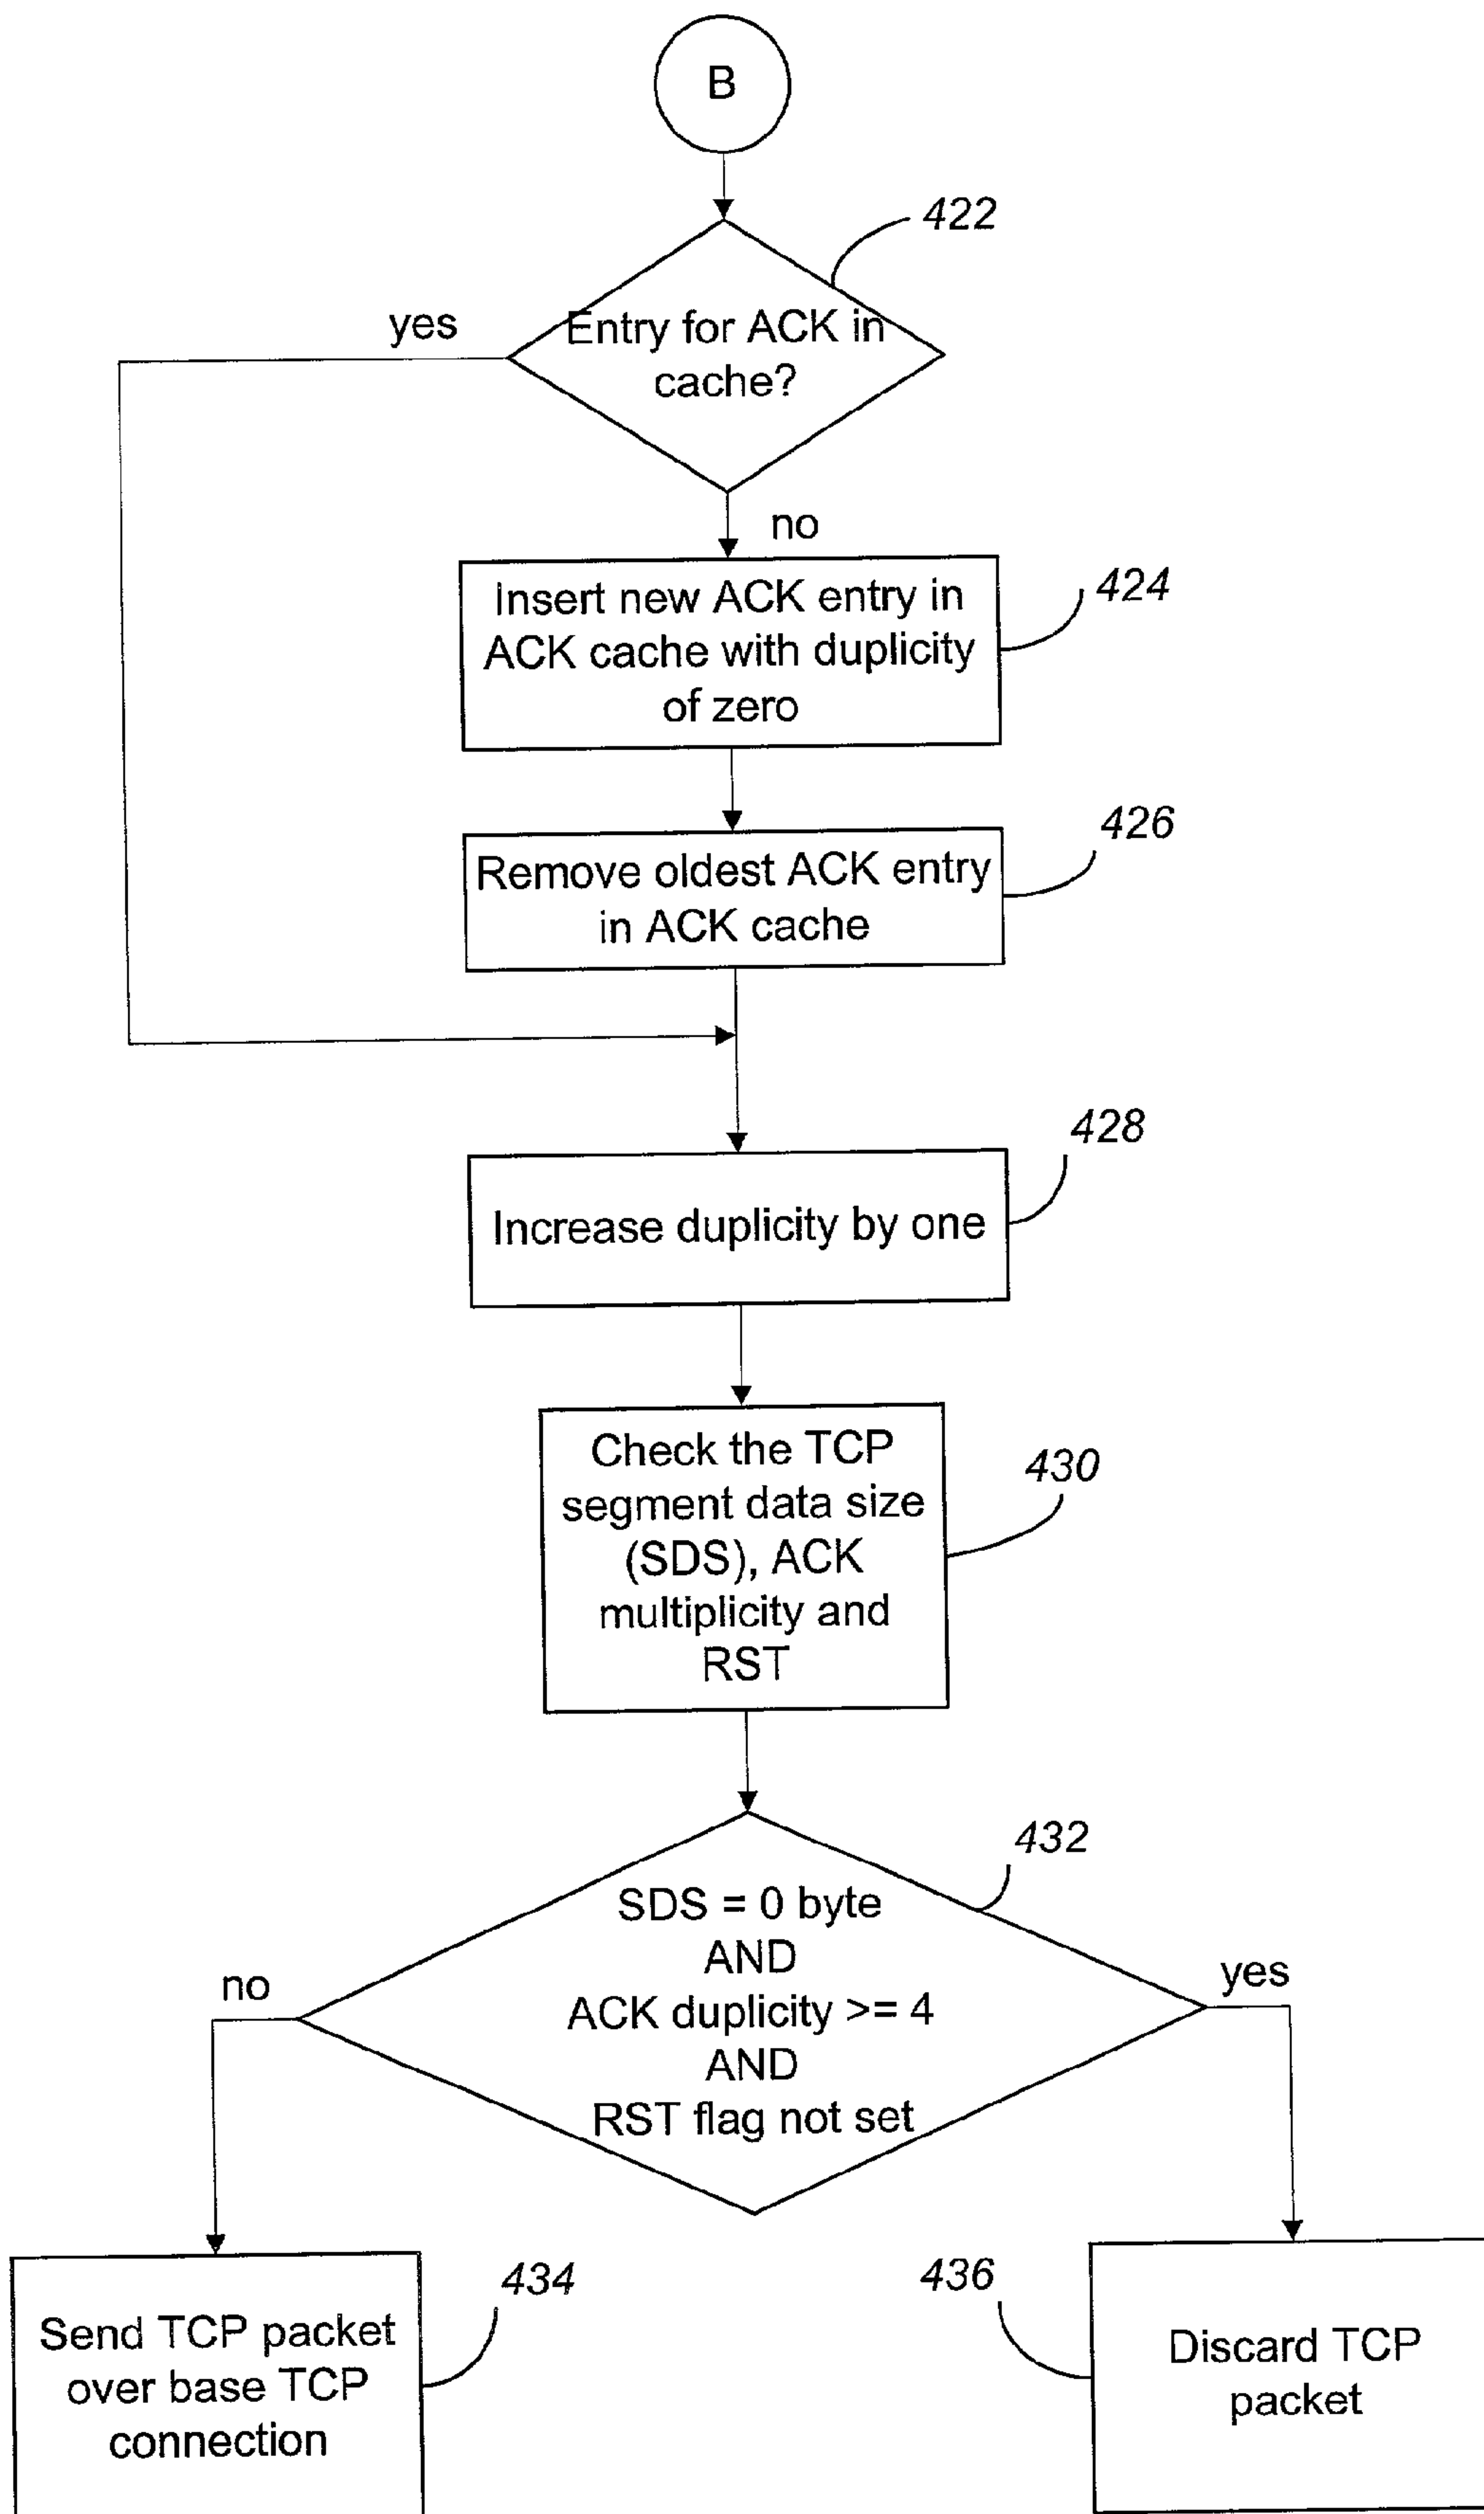 B
422
yes
Entry for ACK in
cache?
no
Insert new ACK entry in
ACK cache with duplicity
of zero
424
426
Remove oldest ACK entry
in ACK cache
428
Increase duplicity by one
Check the TCP
segment data size
(SDS), ACK
multiplicity and
RST
430
432
SDS = 0 byte
AND
ACK duplicity >= 4
AND
RST flag not set
no
yes
434
436
Send TCP packet
over base TCP
connection
Discard TCP
packet